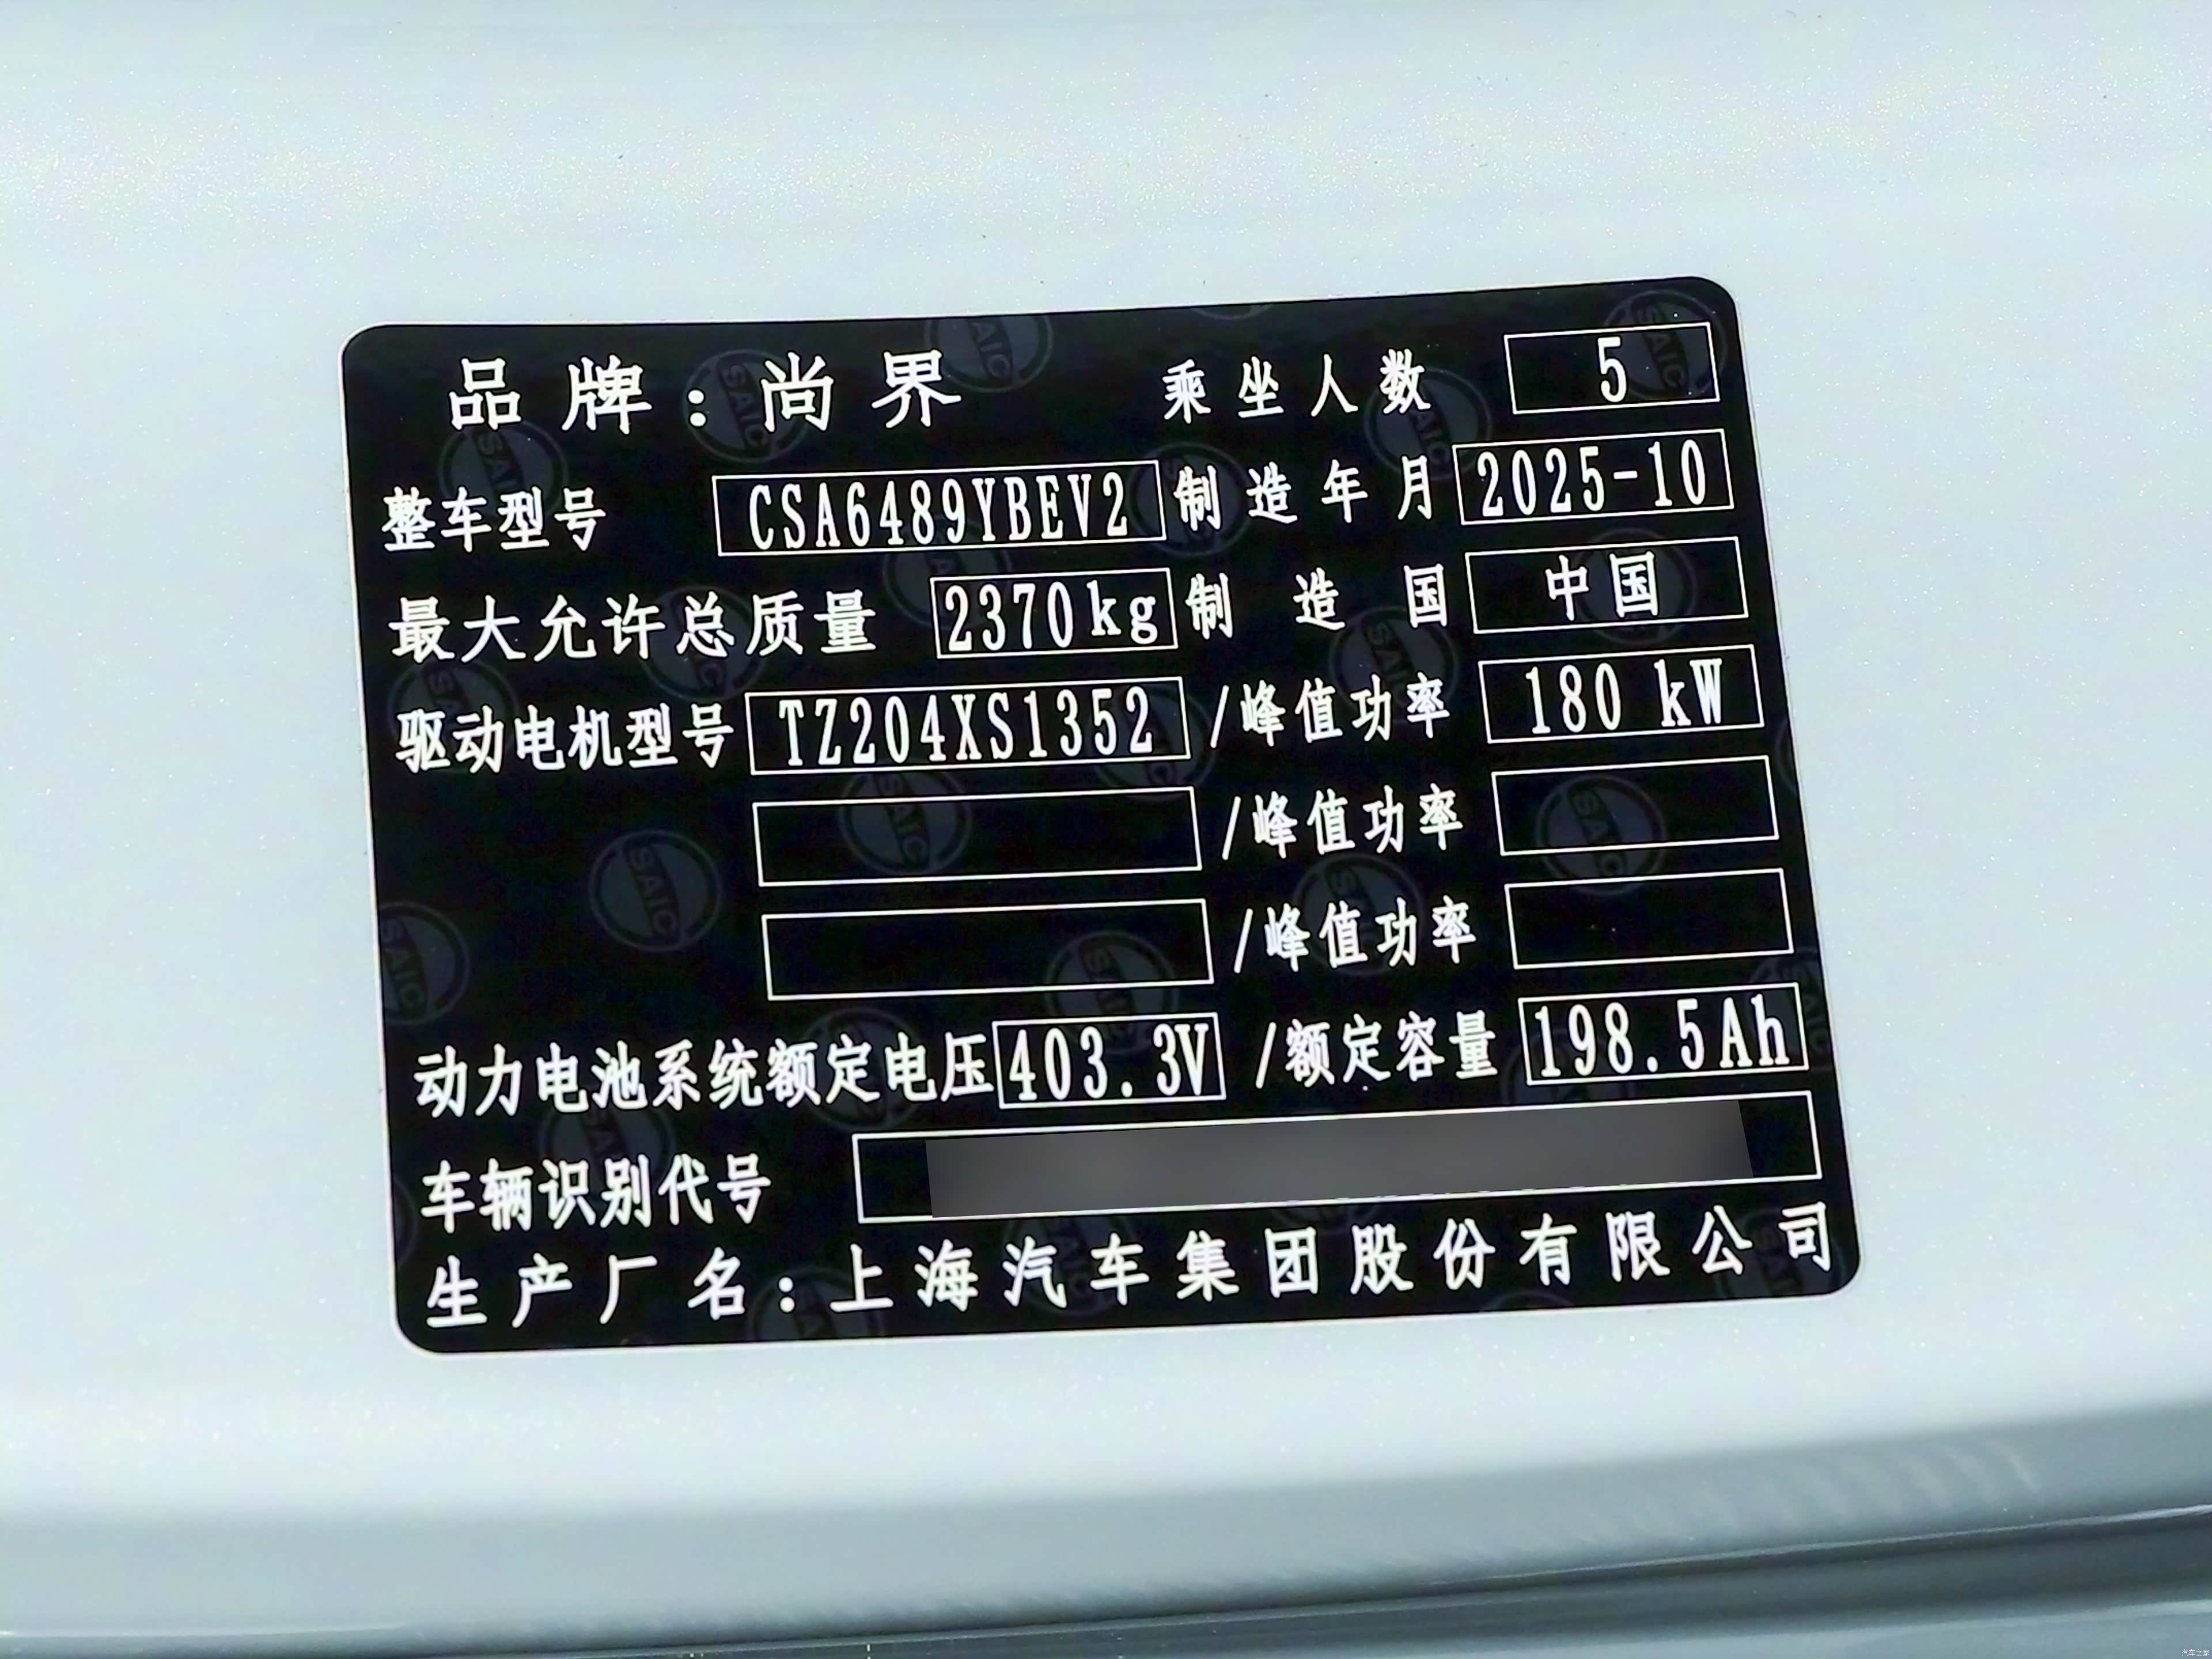 品牌：尚界 乘坐人数 5
整车型号 CSA6489YBEV2 制造年月 2025-10
最大允许总质量 2370kg 制造国 中国
驱动电机型号 TZ204XS1352 /峰值功率 180 kW
/峰值功率
/峰值功率
动力电池系统额定电压 403.3V /额定容量 198.5Ah
车辆识别代号
生产厂名：上海汽车集团股份有限公司
汽车之家